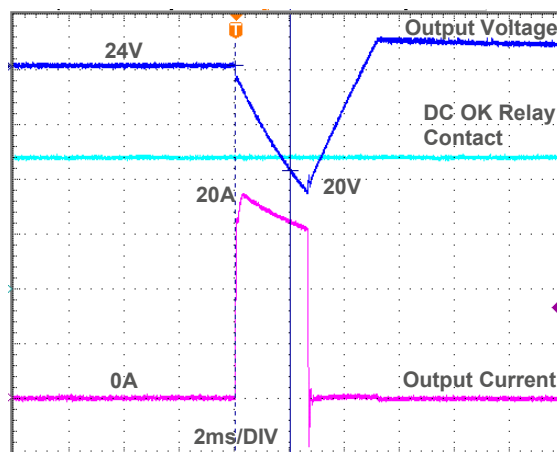 T
Output Voltage
24V
DC OK Relay
Contact
20A
20V
0A
Output Current
2ms/DIV